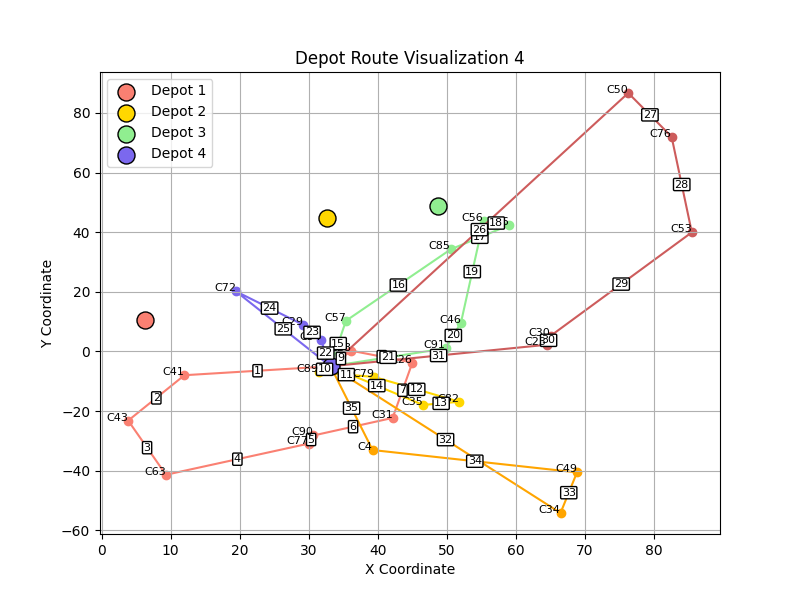 Depot Route Visualization 4
Depot 1
Depot 2
Depot 3
Depot 4
Y Coordinate
X Coordinate
80
60
40
20
0
−20
−40
−60
0
10
20
30
40
50
60
70
80
C50
27
C76
28
C53
C56
18
26
17
C85
19
29
16
C72
24
C57
C29
25
23
C46
20
C30
30
15
C91
22
9
21
31
C41
1
C89
10
11
C79
14
7
12
2
C35
13
C82
35
C43
C31
6
3
C90
C77
5
32
4
C4
34
C63
C49
33
C34